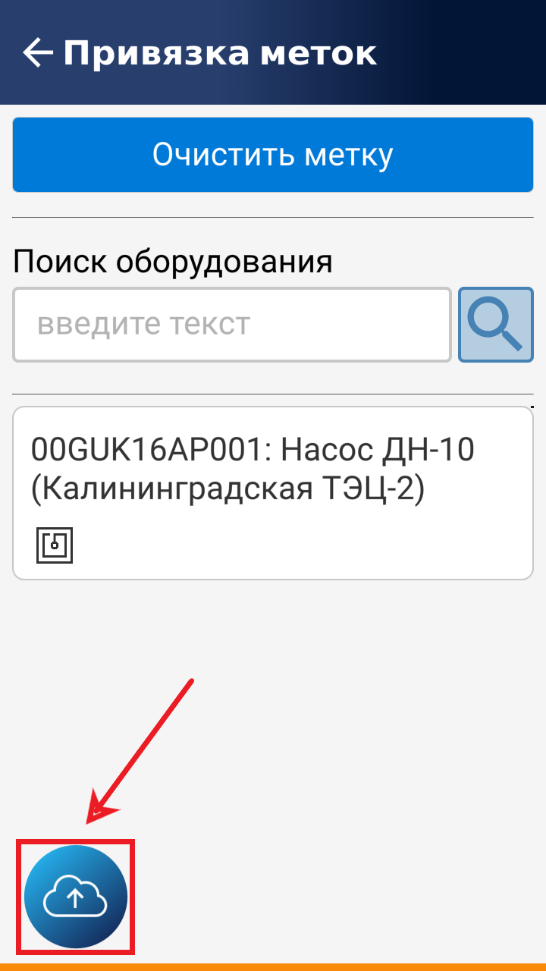 Привязка меток
Очистить метку
Поиск оборудования
введите текст
00GUK16AP001: Насос ДН-10
(Калининградская ТЭЦ-2)